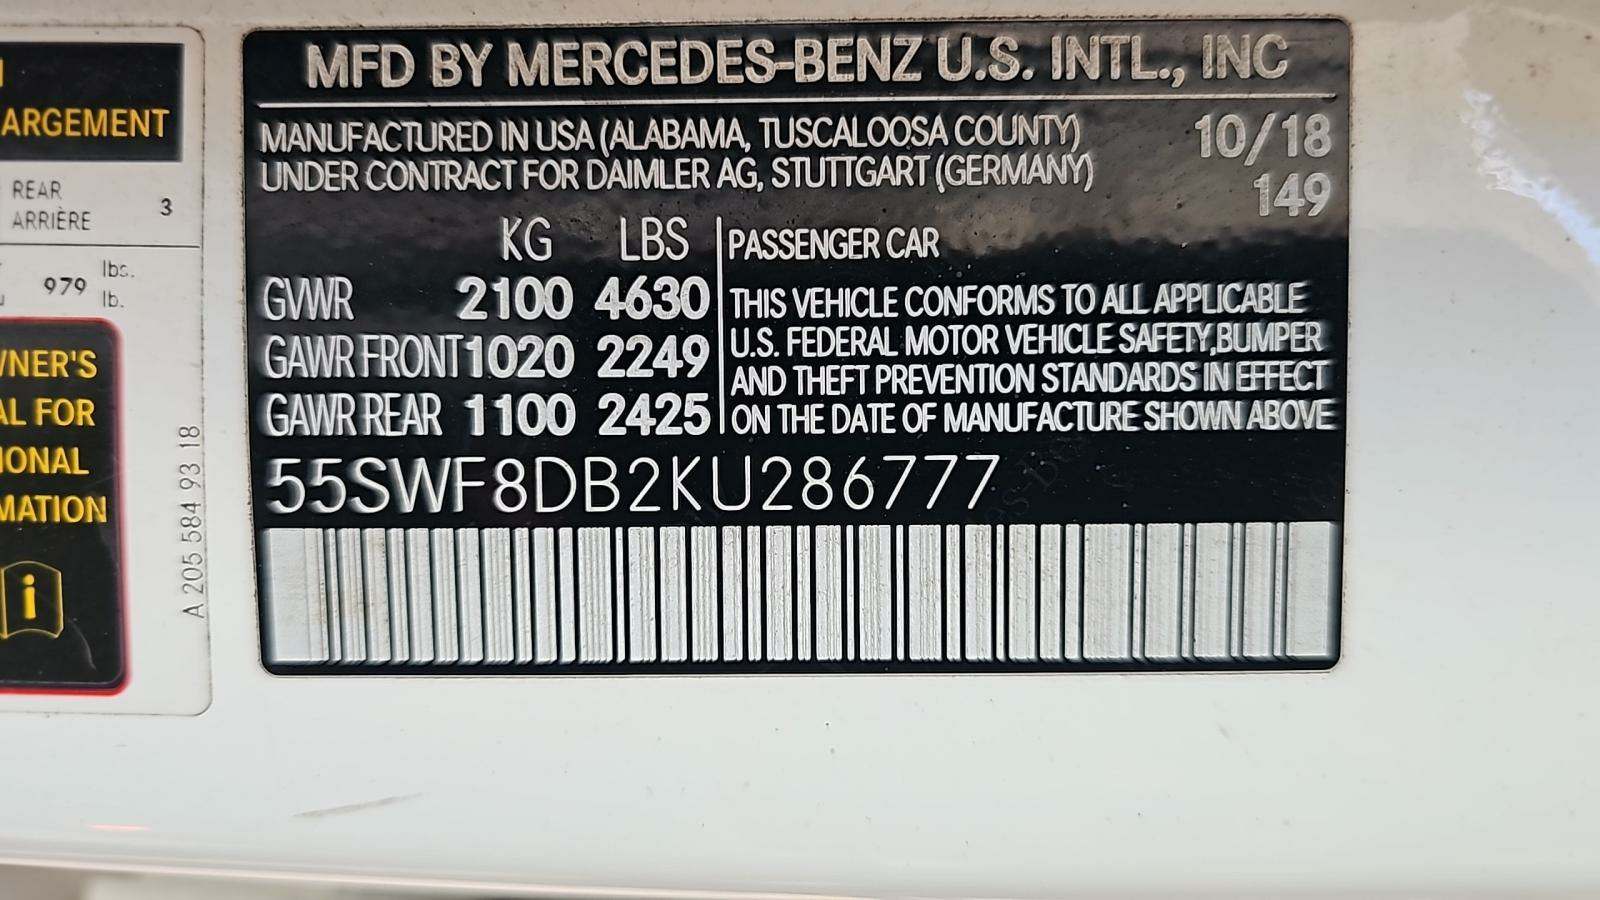 ARGEMENT
REAR
ARRIÈRE
3
979
lbs.
lb.
WNER'S
AL FOR
IONAL
MATION
i
A 205 584 93 18
MFD BY MERCEDES-BENZ U.S. INTL., INC
MANUFACTURED IN USA (ALABAMA, TUSCALOOSA COUNTY)
UNDER CONTRACT FOR DAIMLER AG, STUTTGART (GERMANY)
10/18
149
KG LBS
GVWR 2100 4630
GAWR FRONT 1020 2249
GAWR REAR 1100 2425
PASSENGER CAR
THIS VEHICLE CONFORMS TO ALL APPLICABLE
U.S. FEDERAL MOTOR VEHICLE SAFETY,BUMPER
AND THEFT PREVENTION STANDARDS IN EFFECT
ON THE DATE OF MANUFACTURE SHOWN ABOVE
55SWF8DB2KU286777